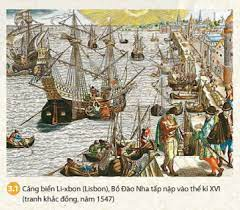 3.1 Cảng biển Li-xbon (Lisbon), Bồ Đào Nha tấp nập vào thế kỉ XVI
(tranh khắc đồng, năm 1547)